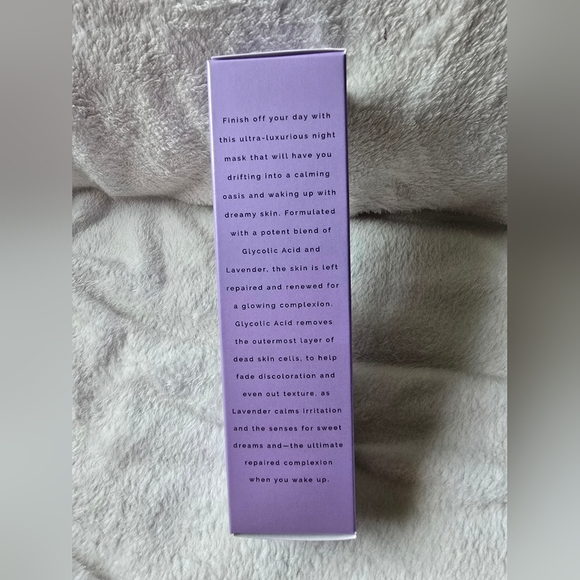 Finish off your day with
this ultra-luxurious night
mask that will have you
drifting into a calming
oasis and waking up with
dreamy skin. Formulated
with a potent blend of
Glycolic Acid and
Lavender, the skin is left
repaired and renewed for
a glowing complexion.
Glycolic Acid removes
the outermost layer of
dead skin cells, to help
fade discoloration and
even out texture, as
Lavender calms irritation
and the senses for sweet
dreams and—the ultimate
repaired complexion
when you wake up.